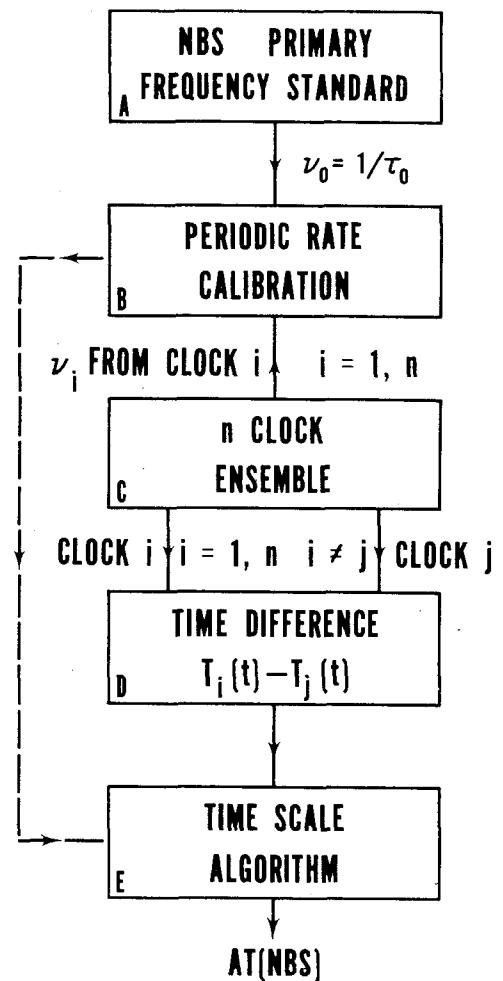 NBS PRIMARY
FREQUENCY STANDARD
A
ν₀ = 1/τ₀
PERIODIC RATE
CALIBRATION
B
νᵢ FROM CLOCK i i = 1, n
n CLOCK
ENSEMBLE
C
CLOCK i i = 1, n i ≠ j CLOCK j
TIME DIFFERENCE
Tᵢ(t) − Tⱼ(t)
D
TIME SCALE
ALGORITHM
E
AT(NBS)